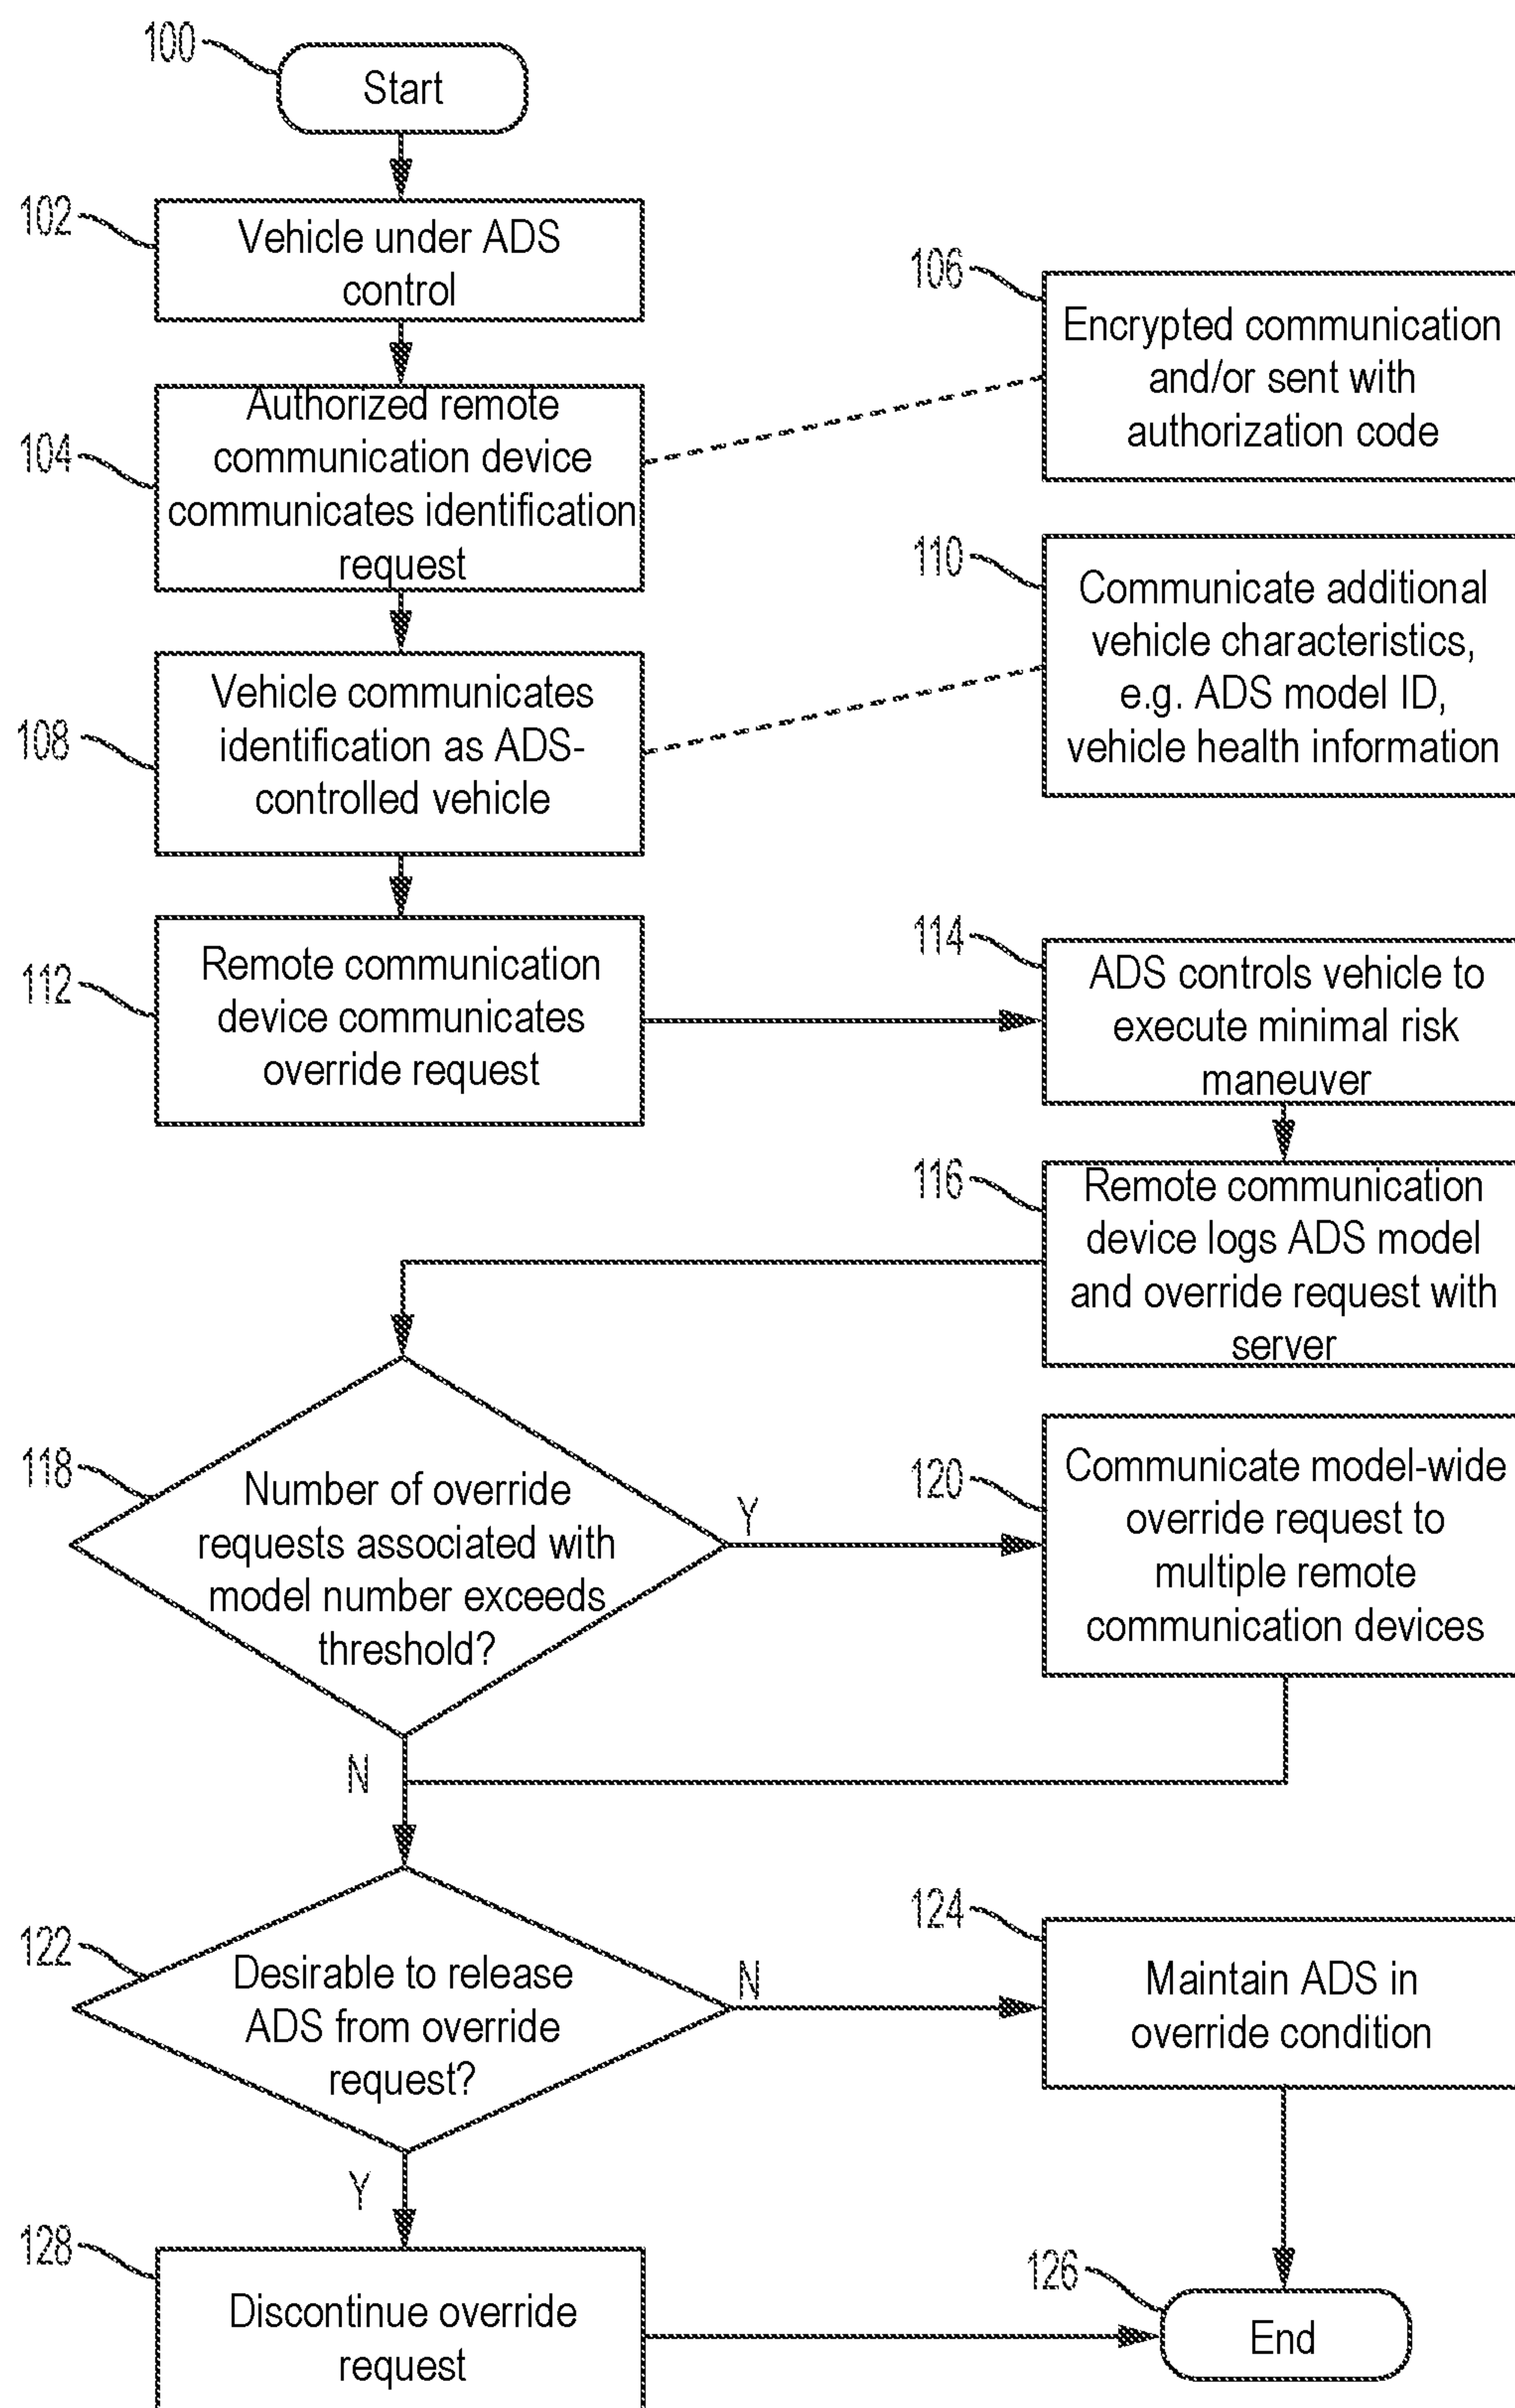 100
Start
102
Vehicle under ADS
control
106
Encrypted communication
and/or sent with
authorization code
104
Authorized remote
communication device
communicates identification
request
110
Communicate additional
vehicle characteristics,
e.g. ADS model ID,
vehicle health information
108
Vehicle communicates
identification as ADS-
controlled vehicle
112
Remote communication
device communicates
override request
114
ADS controls vehicle to
execute minimal risk
maneuver
116
Remote communication
device logs ADS model
and override request with
server
118
Number of override
requests associated with
model number exceeds
threshold?
Y
N
120
Communicate model-wide
override request to
multiple remote
communication devices
122
Desirable to release
ADS from override
request?
N
Y
124
Maintain ADS in
override condition
128
Discontinue override
request
126
End